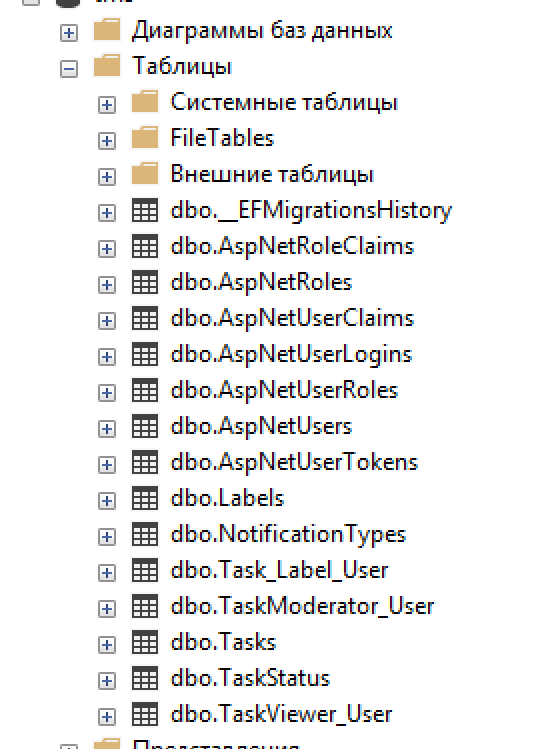 Диаграммы баз данных
Таблицы
Системные таблицы
FileTables
Внешние таблицы
dbo.__EFMigrationsHistory
dbo.AspNetRoleClaims
dbo.AspNetRoles
dbo.AspNetUserClaims
dbo.AspNetUserLogins
dbo.AspNetUserRoles
dbo.AspNetUsers
dbo.AspNetUserTokens
dbo.Labels
dbo.NotificationTypes
dbo.Task_Label_User
dbo.TaskModerator_User
dbo.Tasks
dbo.TaskStatus
dbo.TaskViewer_User
Представления